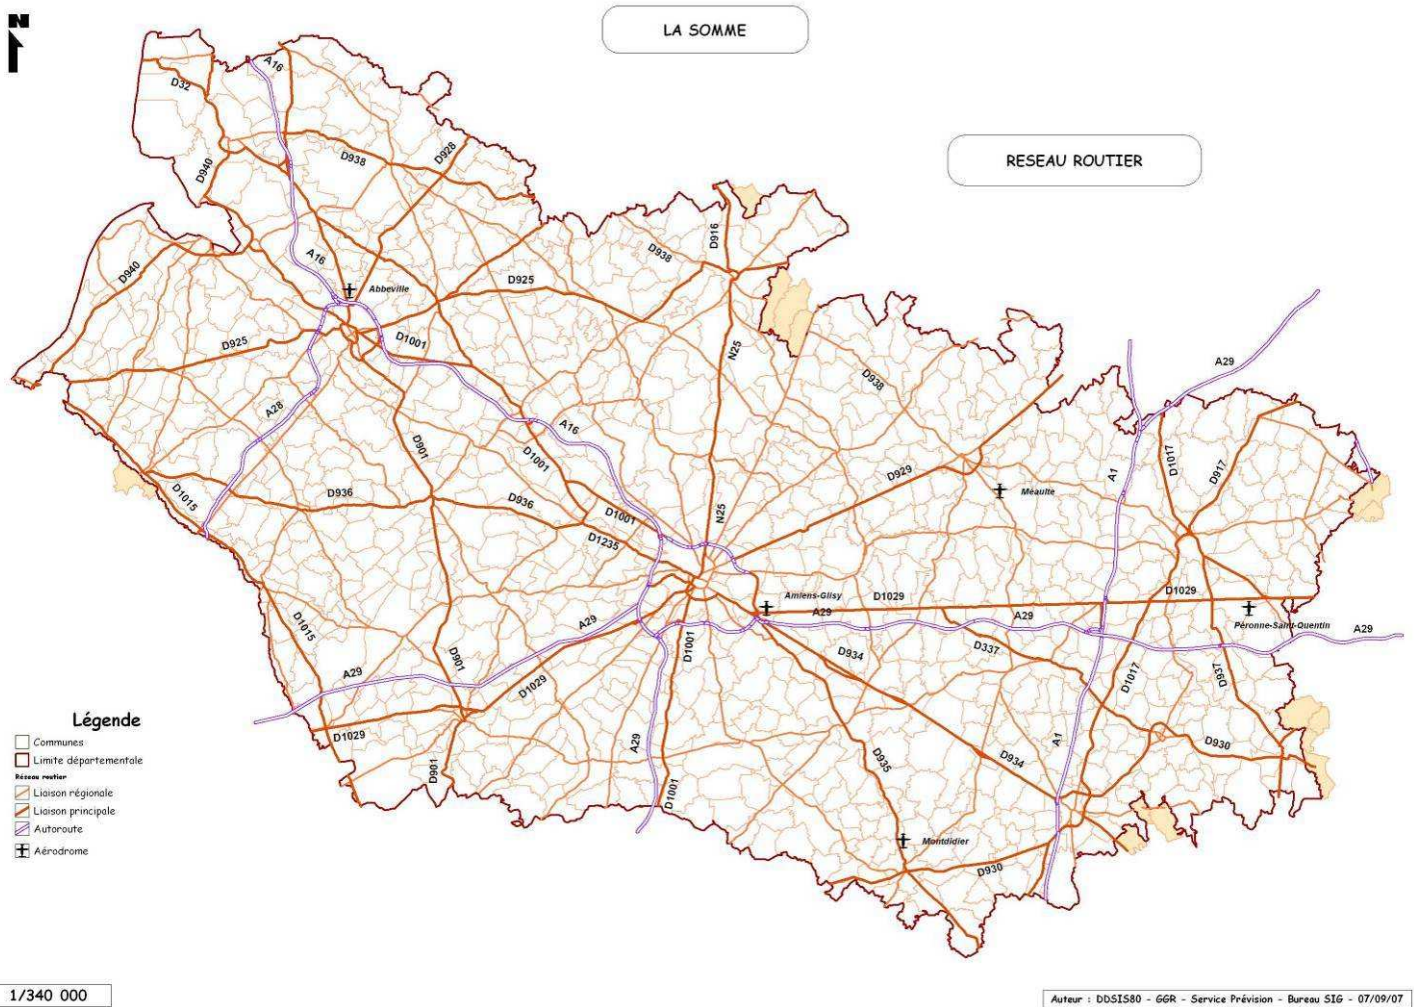 N
LA SOMME
RESEAU ROUTIER
A16
D32
D938
D928
D940
D916
D938
A16
D940
Abbeville
D925
D1001
D925
N25
A29
D938
A28
A16
D901
D1001
D929
A1
D1017
D917
Méaulte
D1015
D936
D936
D1001
N25
D1235
Amiens-Glisy
D1029
D1029
A29
A29
Péronne-Saint-Quentin
A29
D1015
A29
D1001
D934
D337
D901
A29
D1029
D1017
D937
D1029
A29
D935
D934
A1
D930
D901
D1001
Montdidier
D930
Légende
Communes
Limite départementale
Réseau routier
Liaison régionale
Liaison principale
Autoroute
Aérodrome
1/340 000
Auteur : DDSIS80 - GGR - Service Prévision - Bureau SIG - 07/09/07